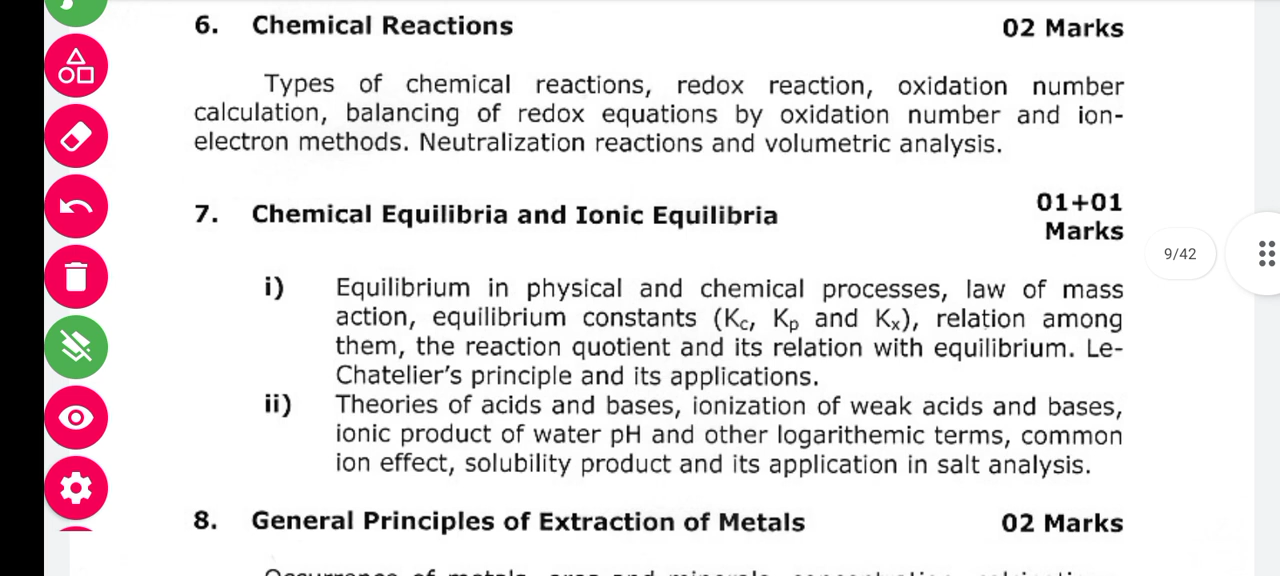 6. Chemical Reactions 02 Marks
Types of chemical reactions, redox reaction, oxidation number
calculation, balancing of redox equations by oxidation number and ion-
electron methods. Neutralization reactions and volumetric analysis.
7. Chemical Equilibria and Ionic Equilibria 01+01
Marks
9/42
i) Equilibrium in physical and chemical processes, law of mass
action, equilibrium constants (Kc, Kp and Kx), relation among
them, the reaction quotient and its relation with equilibrium. Le-
Chatelier's principle and its applications.
ii) Theories of acids and bases, ionization of weak acids and bases,
ionic product of water pH and other logarithemic terms, common
ion effect, solubility product and its application in salt analysis.
8. General Principles of Extraction of Metals 02 Marks